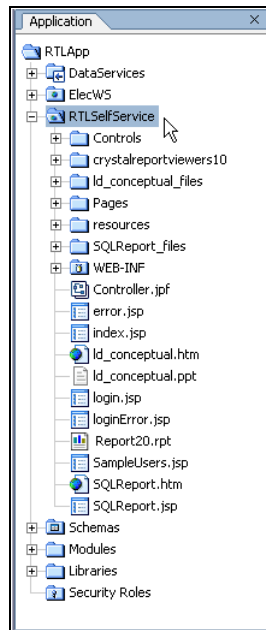 Application
RTLApp
DataServices
ElecWS
RTLSelfService
Controls
crystalreportviewers10
ld_conceptual_files
Pages
resources
SQLReport_files
WEB-INF
Controller.jpf
error.jsp
index.jsp
ld_conceptual.htm
ld_conceptual.ppt
login.jsp
loginError.jsp
Report20.rpt
SampleUsers.jsp
SQLReport.htm
SQLReport.jsp
Schemas
Modules
Libraries
Security Roles